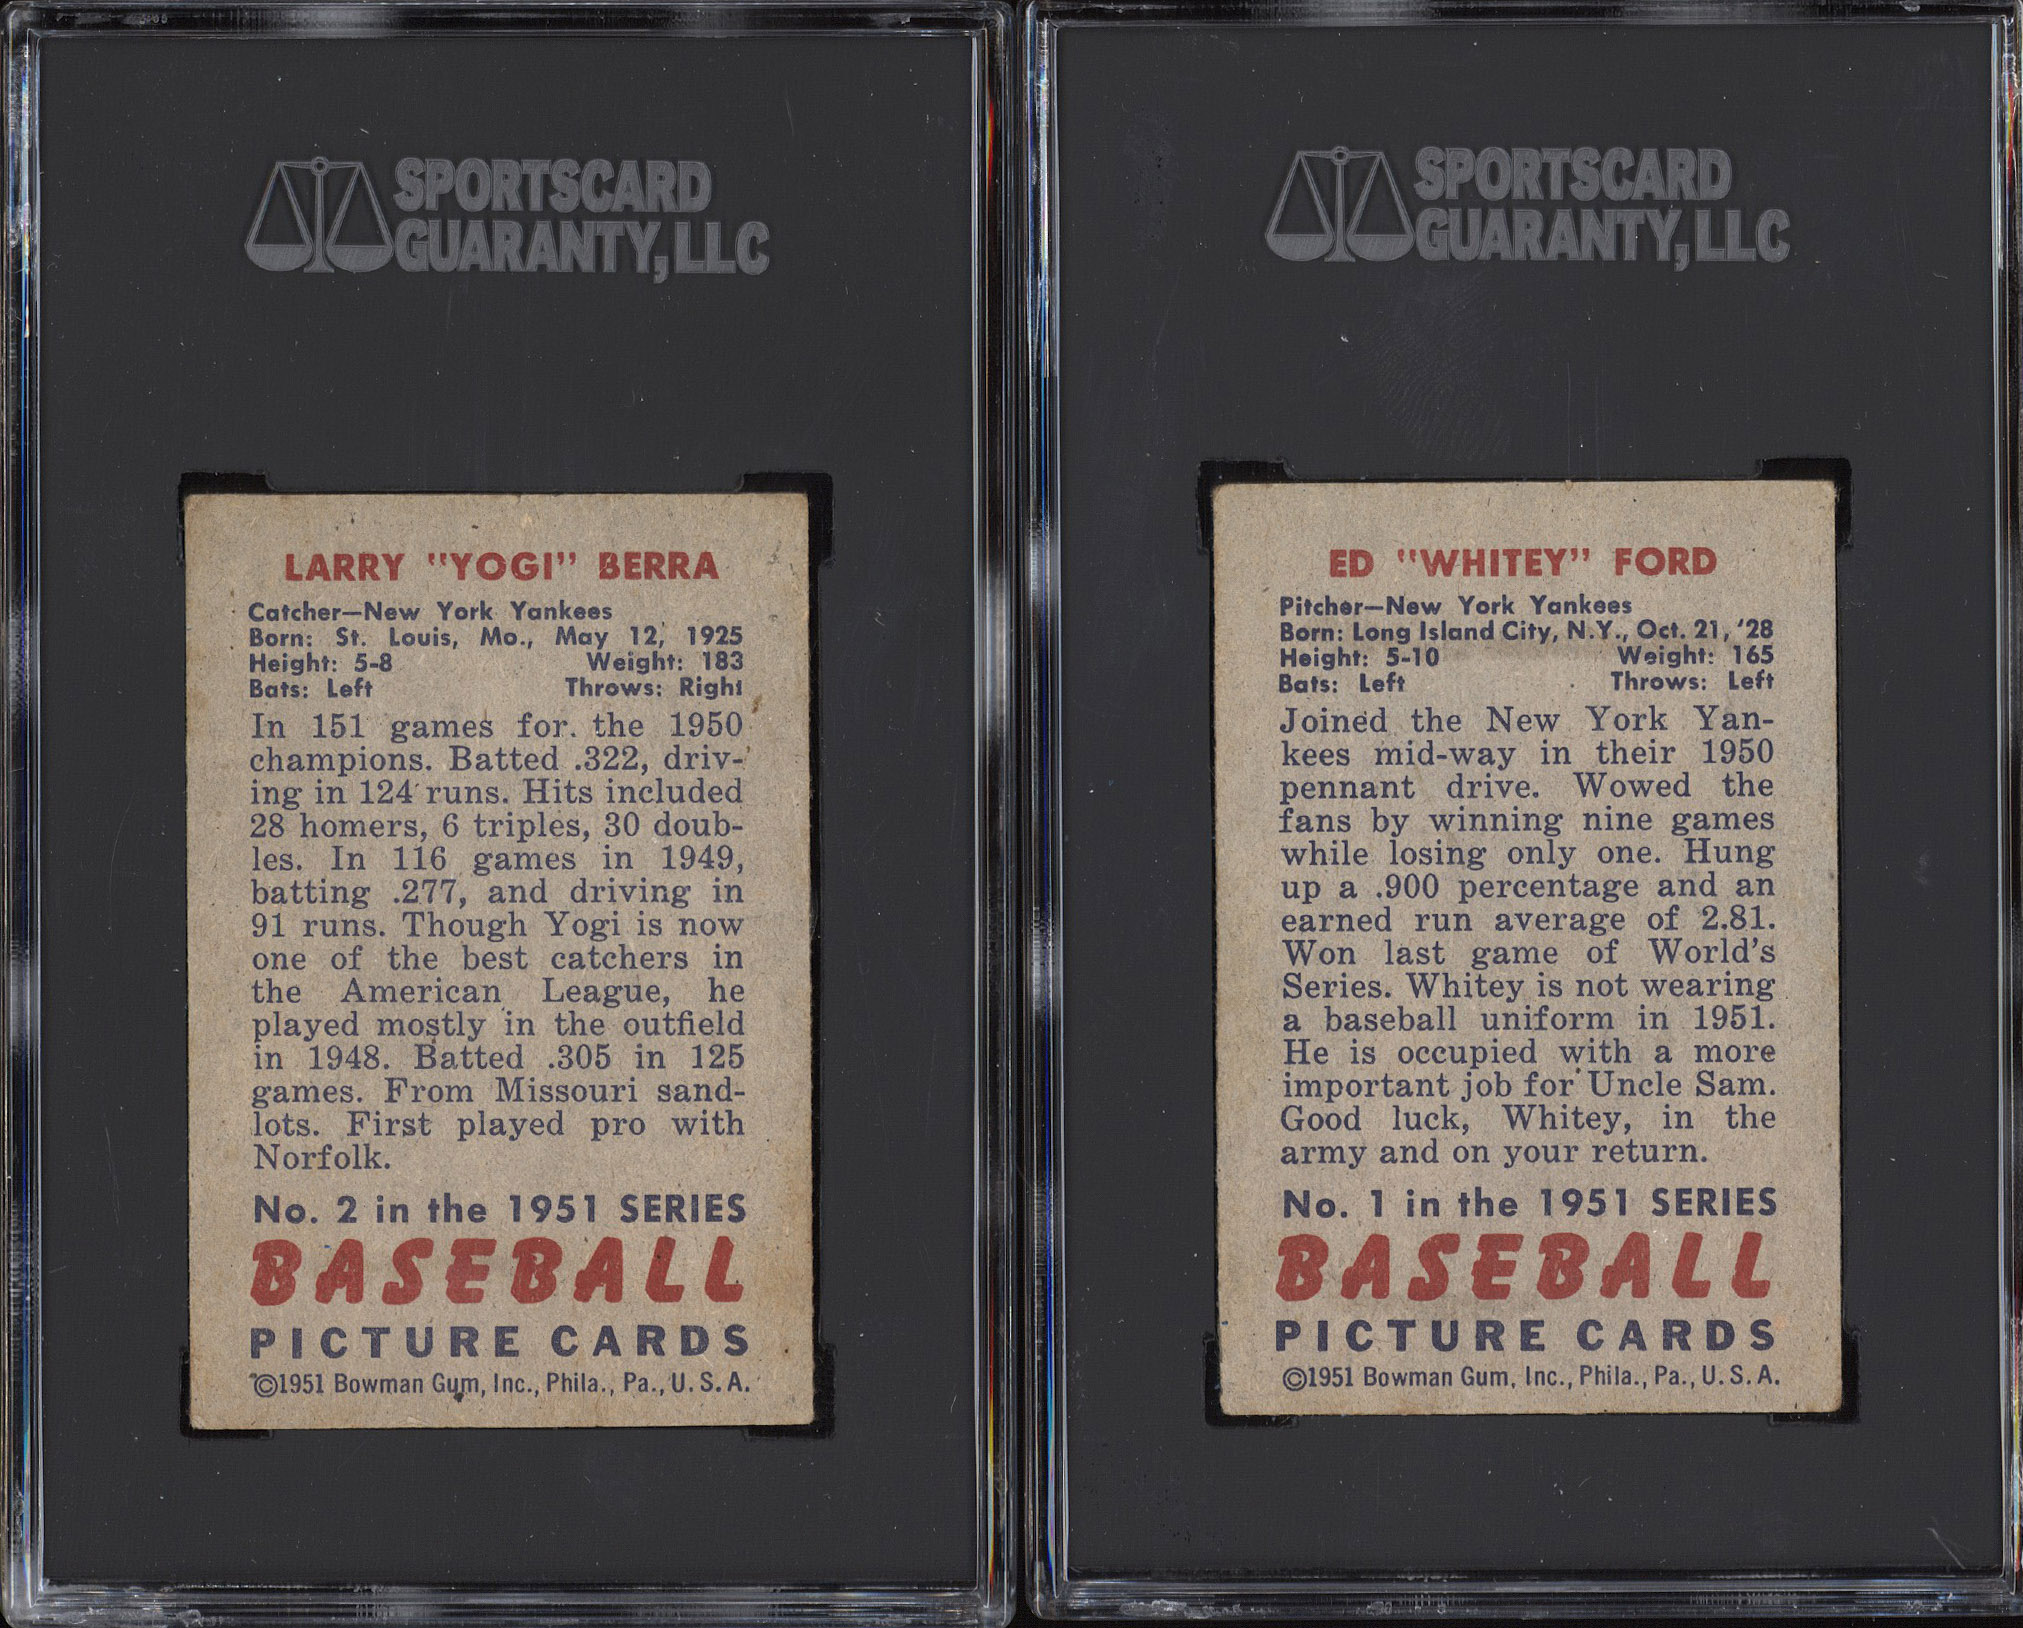 SPORTSCARD
GUARANTY, LLC
LARRY "YOGI" BERRA
Catcher—New York Yankees
Born: St. Louis, Mo., May 12, 1925
Height: 5-8 Weight: 183
Bats: Left Throws: Right
In 151 games for the 1950
champions. Batted .322, driv-
ing in 124 runs. Hits included
28 homers, 6 triples, 30 doub-
les. In 116 games in 1949,
batting .277, and driving in
91 runs. Though Yogi is now
one of the best catchers in
the American League, he
played mostly in the outfield
in 1948. Batted .305 in 125
games. From Missouri sand-
lots. First played pro with
Norfolk.
No. 2 in the 1951 SERIES
BASEBALL
PICTURE CARDS
©1951 Bowman Gum, Inc., Phila., Pa., U. S. A.
SPORTSCARD
GUARANTY, LLC
ED "WHITEY" FORD
Pitcher—New York Yankees
Born: Long Island City, N.Y., Oct. 21, '28
Height: 5-10 Weight: 165
Bats: Left Throws: Left
Joined the New York Yan-
kees mid-way in their 1950
pennant drive. Wowed the
fans by winning nine games
while losing only one. Hung
up a .900 percentage and an
earned run average of 2.81.
Won last game of World's
Series. Whitey is not wearing
a baseball uniform in 1951.
He is occupied with a more
important job for Uncle Sam.
Good luck, Whitey, in the
army and on your return.
No. 1 in the 1951 SERIES
BASEBALL
PICTURE CARDS
©1951 Bowman Gum, Inc., Phila., Pa., U. S. A.